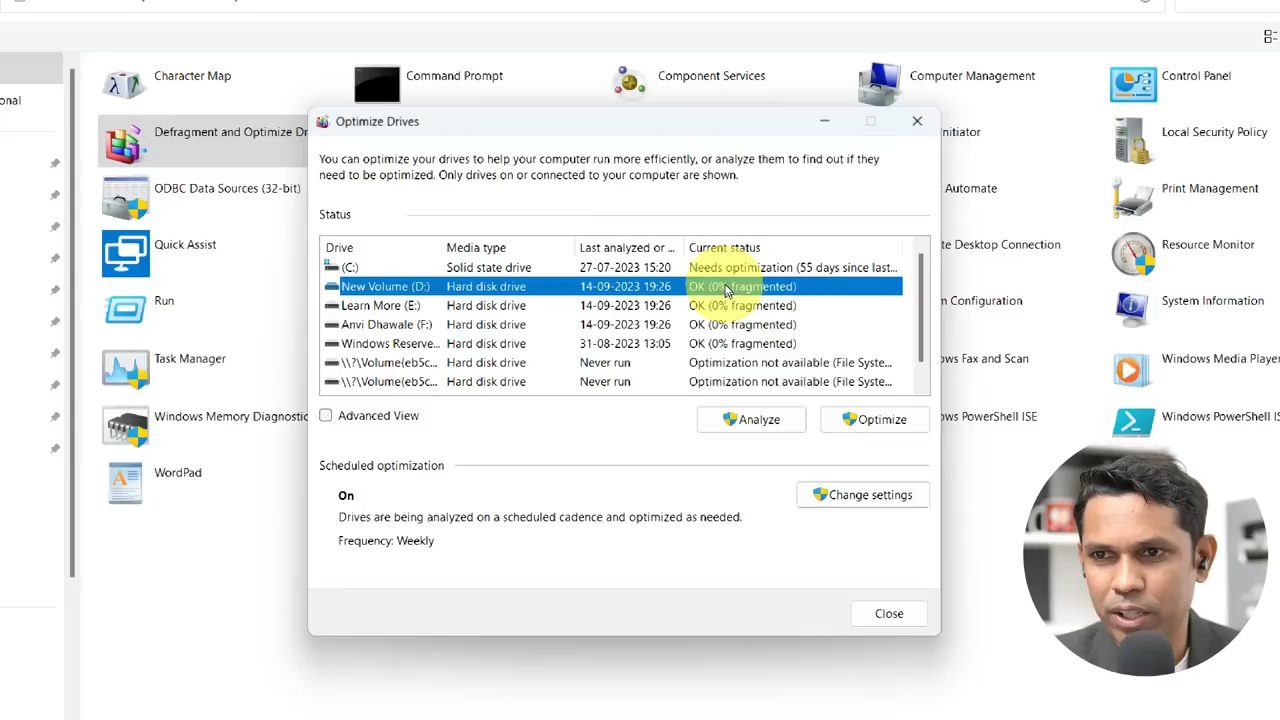 onal
Character Map
Command Prompt
Component Services
Computer Management
Control Panel
Defragment and Optimize Dr
Initiator
Local Security Policy
ODBC Data Sources (32-bit)
Automate
Print Management
Quick Assist
te Desktop Connection
Resource Monitor
Run
onfiguration
System Information
Task Manager
ws Fax and Scan
Windows Media Player
Windows Memory Diagnostic
ows PowerShell ISE
Windows PowerShell IS
WordPad
Optimize Drives
You can optimize your drives to help your computer run more efficiently, or analyze them to find out if they
need to be optimized. Only drives on or connected to your computer are shown.
Status
Drive Media type Last analyzed or ... Current status
(C:) Solid state drive 27-07-2023 15:20 Needs optimization (55 days since last...
New Volume (D:) Hard disk drive 14-09-2023 19:26 OK (0% fragmented)
Learn More (E:) Hard disk drive 14-09-2023 19:26 OK (0% fragmented)
Anvi Dhawale (F:) Hard disk drive 14-09-2023 19:26 OK (0% fragmented)
Windows Reserve... Hard disk drive 31-08-2023 13:05 OK (0% fragmented)
\\?\Volume(eb5c... Hard disk drive Never run Optimization not available (File Syste...
\\?\Volume(eb5c... Hard disk drive Never run Optimization not available (File Syste...
Advanced View
Analyze
Optimize
Scheduled optimization
On
Change settings
Drives are being analyzed on a scheduled cadence and optimized as needed.
Frequency: Weekly
Close